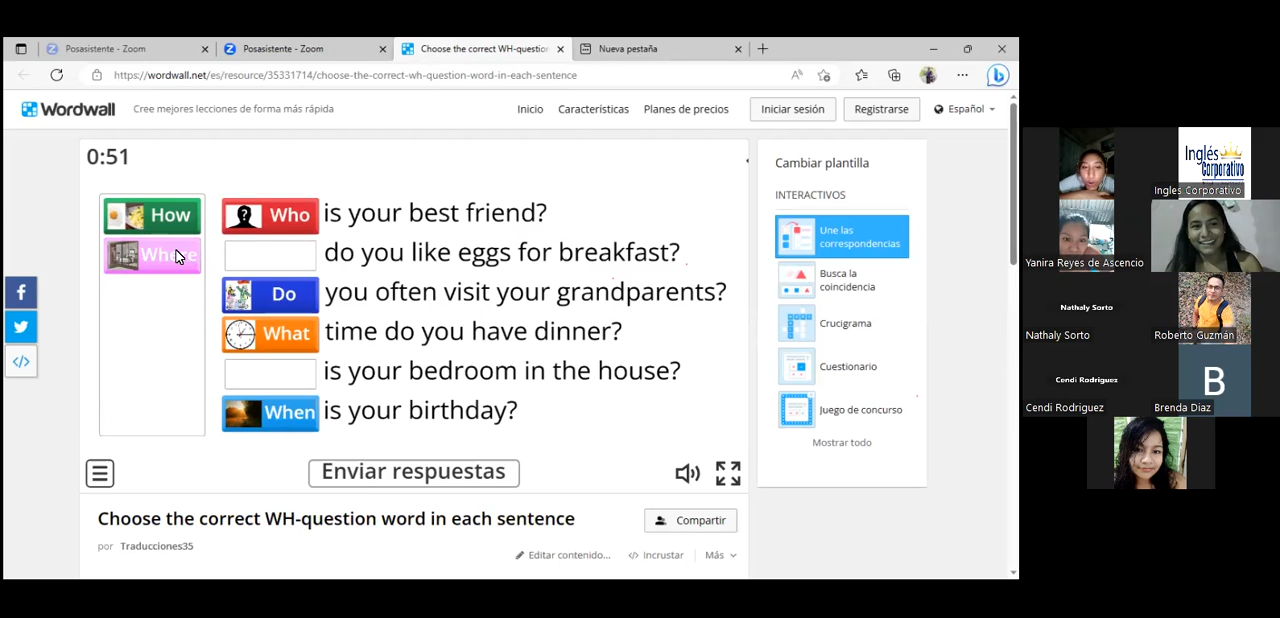 Posasistente - Zoom
Posasistente - Zoom
Choose the correct WH-question
Nueva pestaña
https://wordwall.net/es/resource/35331714/choose-the-correct-wh-question-word-in-each-sentence
Wordwall
Cree mejores lecciones de forma más rápida
Inicio
Características
Planes de precios
Iniciar sesión
Registrarse
Español
0:51
How
Where
Who is your best friend?
do you like eggs for breakfast?
Do you often visit your grandparents?
What time do you have dinner?
is your bedroom in the house?
When is your birthday?
Enviar respuestas
Choose the correct WH-question word in each sentence
Compartir
por Traducciones35
Editar contenido...
Incrustar
Más
Cambiar plantilla
INTERACTIVOS
Une las
correspondencias
Busca la
coincidencia
Crucigrama
Cuestionario
Juego de concurso
Mostrar todo
Inglés
Corporativo
Ingles Corporativo
Yanira Reyes de Ascencio
Nathaly Sorto
Nathaly Sorto
Roberto Guzmán
Cendi Rodriguez
Cendi Rodriguez
B
Brenda Diaz